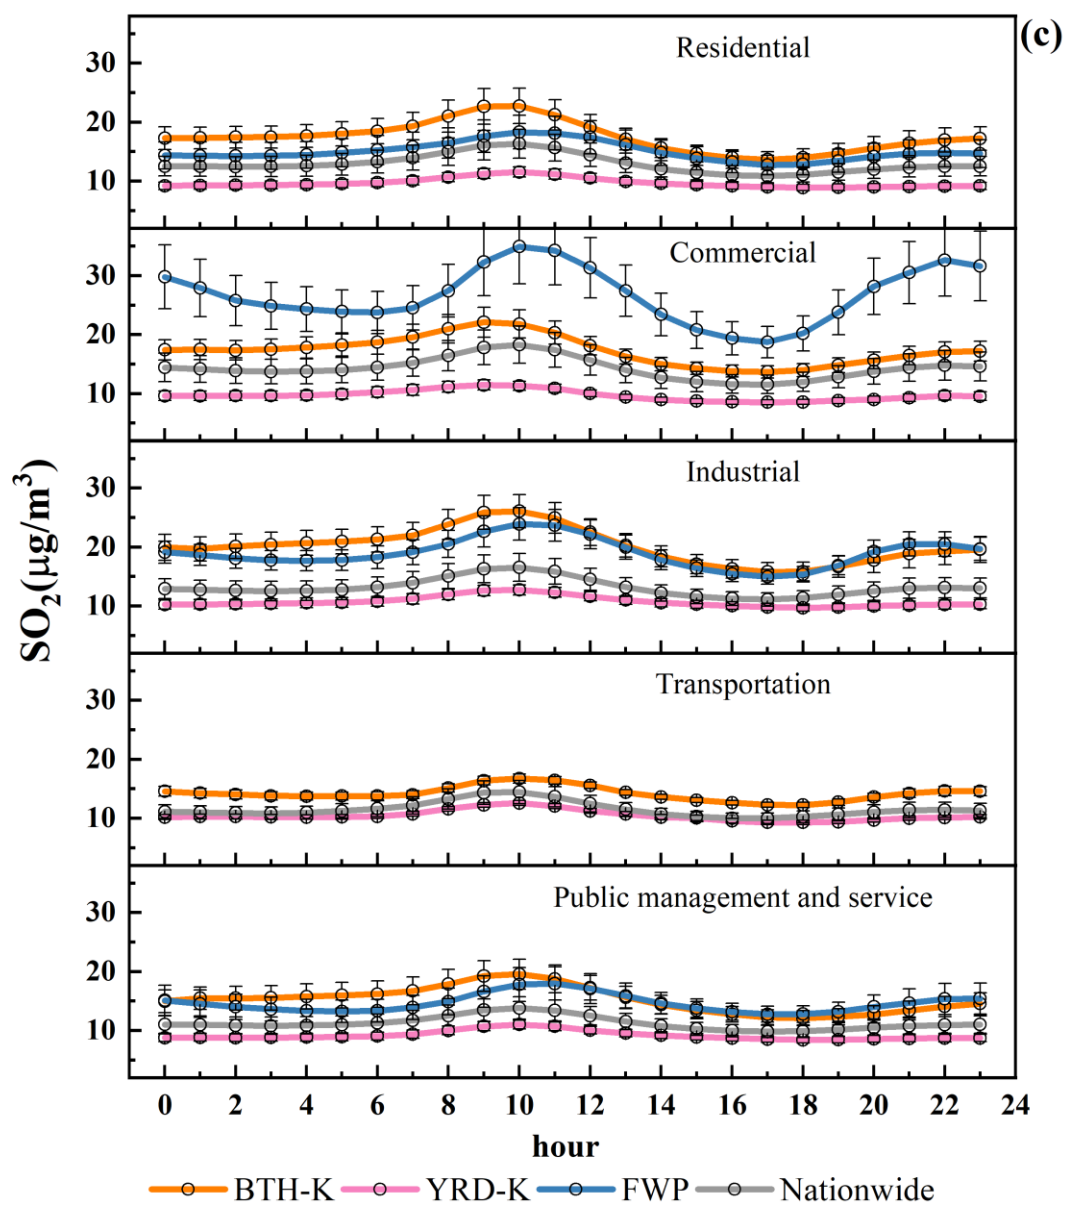 (c)
Residential
30
20
10
Commercial
30
20
10
Industrial
30
20
10
Transportation
30
20
10
Public management and service
30
20
10
SO2(μg/m3)
0 2 4 6 8 10 12 14 16 18 20 22 24
hour
BTH-K YRD-K FWP Nationwide